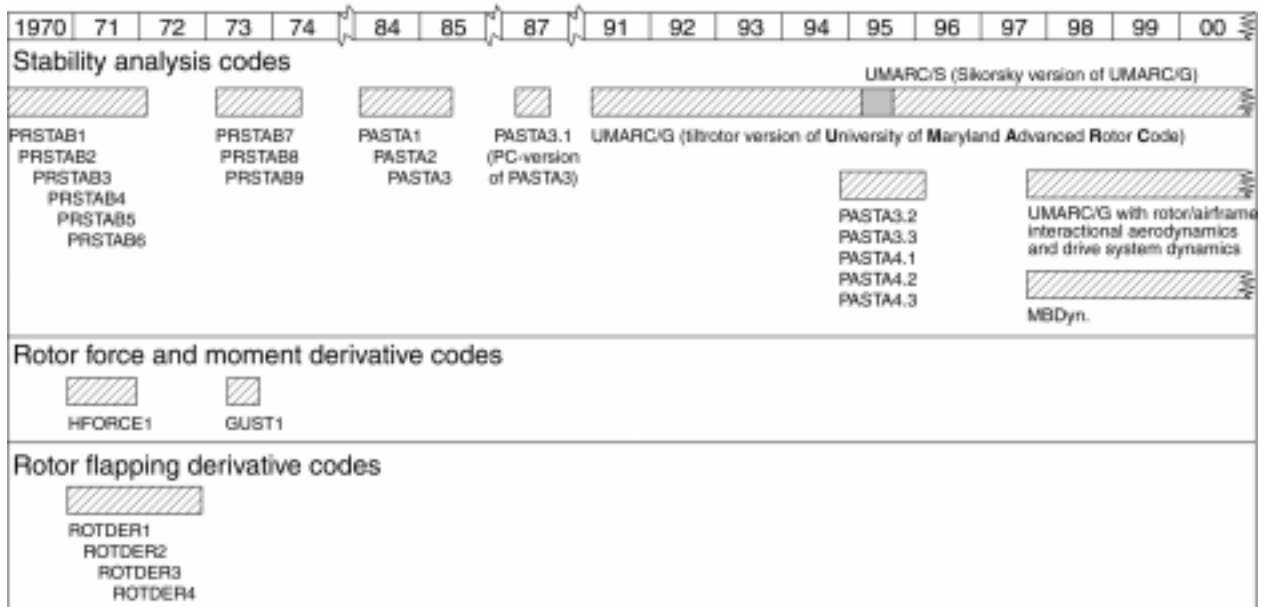 1970 71 72 73 74 84 85 87 91 92 93 94 95 96 97 98 99 00
Stability analysis codes
UMARC/S (Sikorsky version of UMARC/G)
PRSTAB1
PRSTAB2
PRSTAB3
PRSTAB4
PRSTAB5
PRSTAB6
PRSTAB7
PRSTAB8
PRSTAB9
PASTA1
PASTA2
PASTA3
PASTA3.1
(PC-version
of PASTA3)
UMARC/G (tiltrotor version of University of Maryland Advanced Rotor Code)
PASTA3.2
PASTA3.3
PASTA4.1
PASTA4.2
PASTA4.3
UMARC/G with rotor/airframe
interactional aerodynamics
and drive system dynamics
MBDyn.
Rotor force and moment derivative codes
HFORCE1
GUST1
Rotor flapping derivative codes
ROTDER1
ROTDER2
ROTDER3
ROTDER4